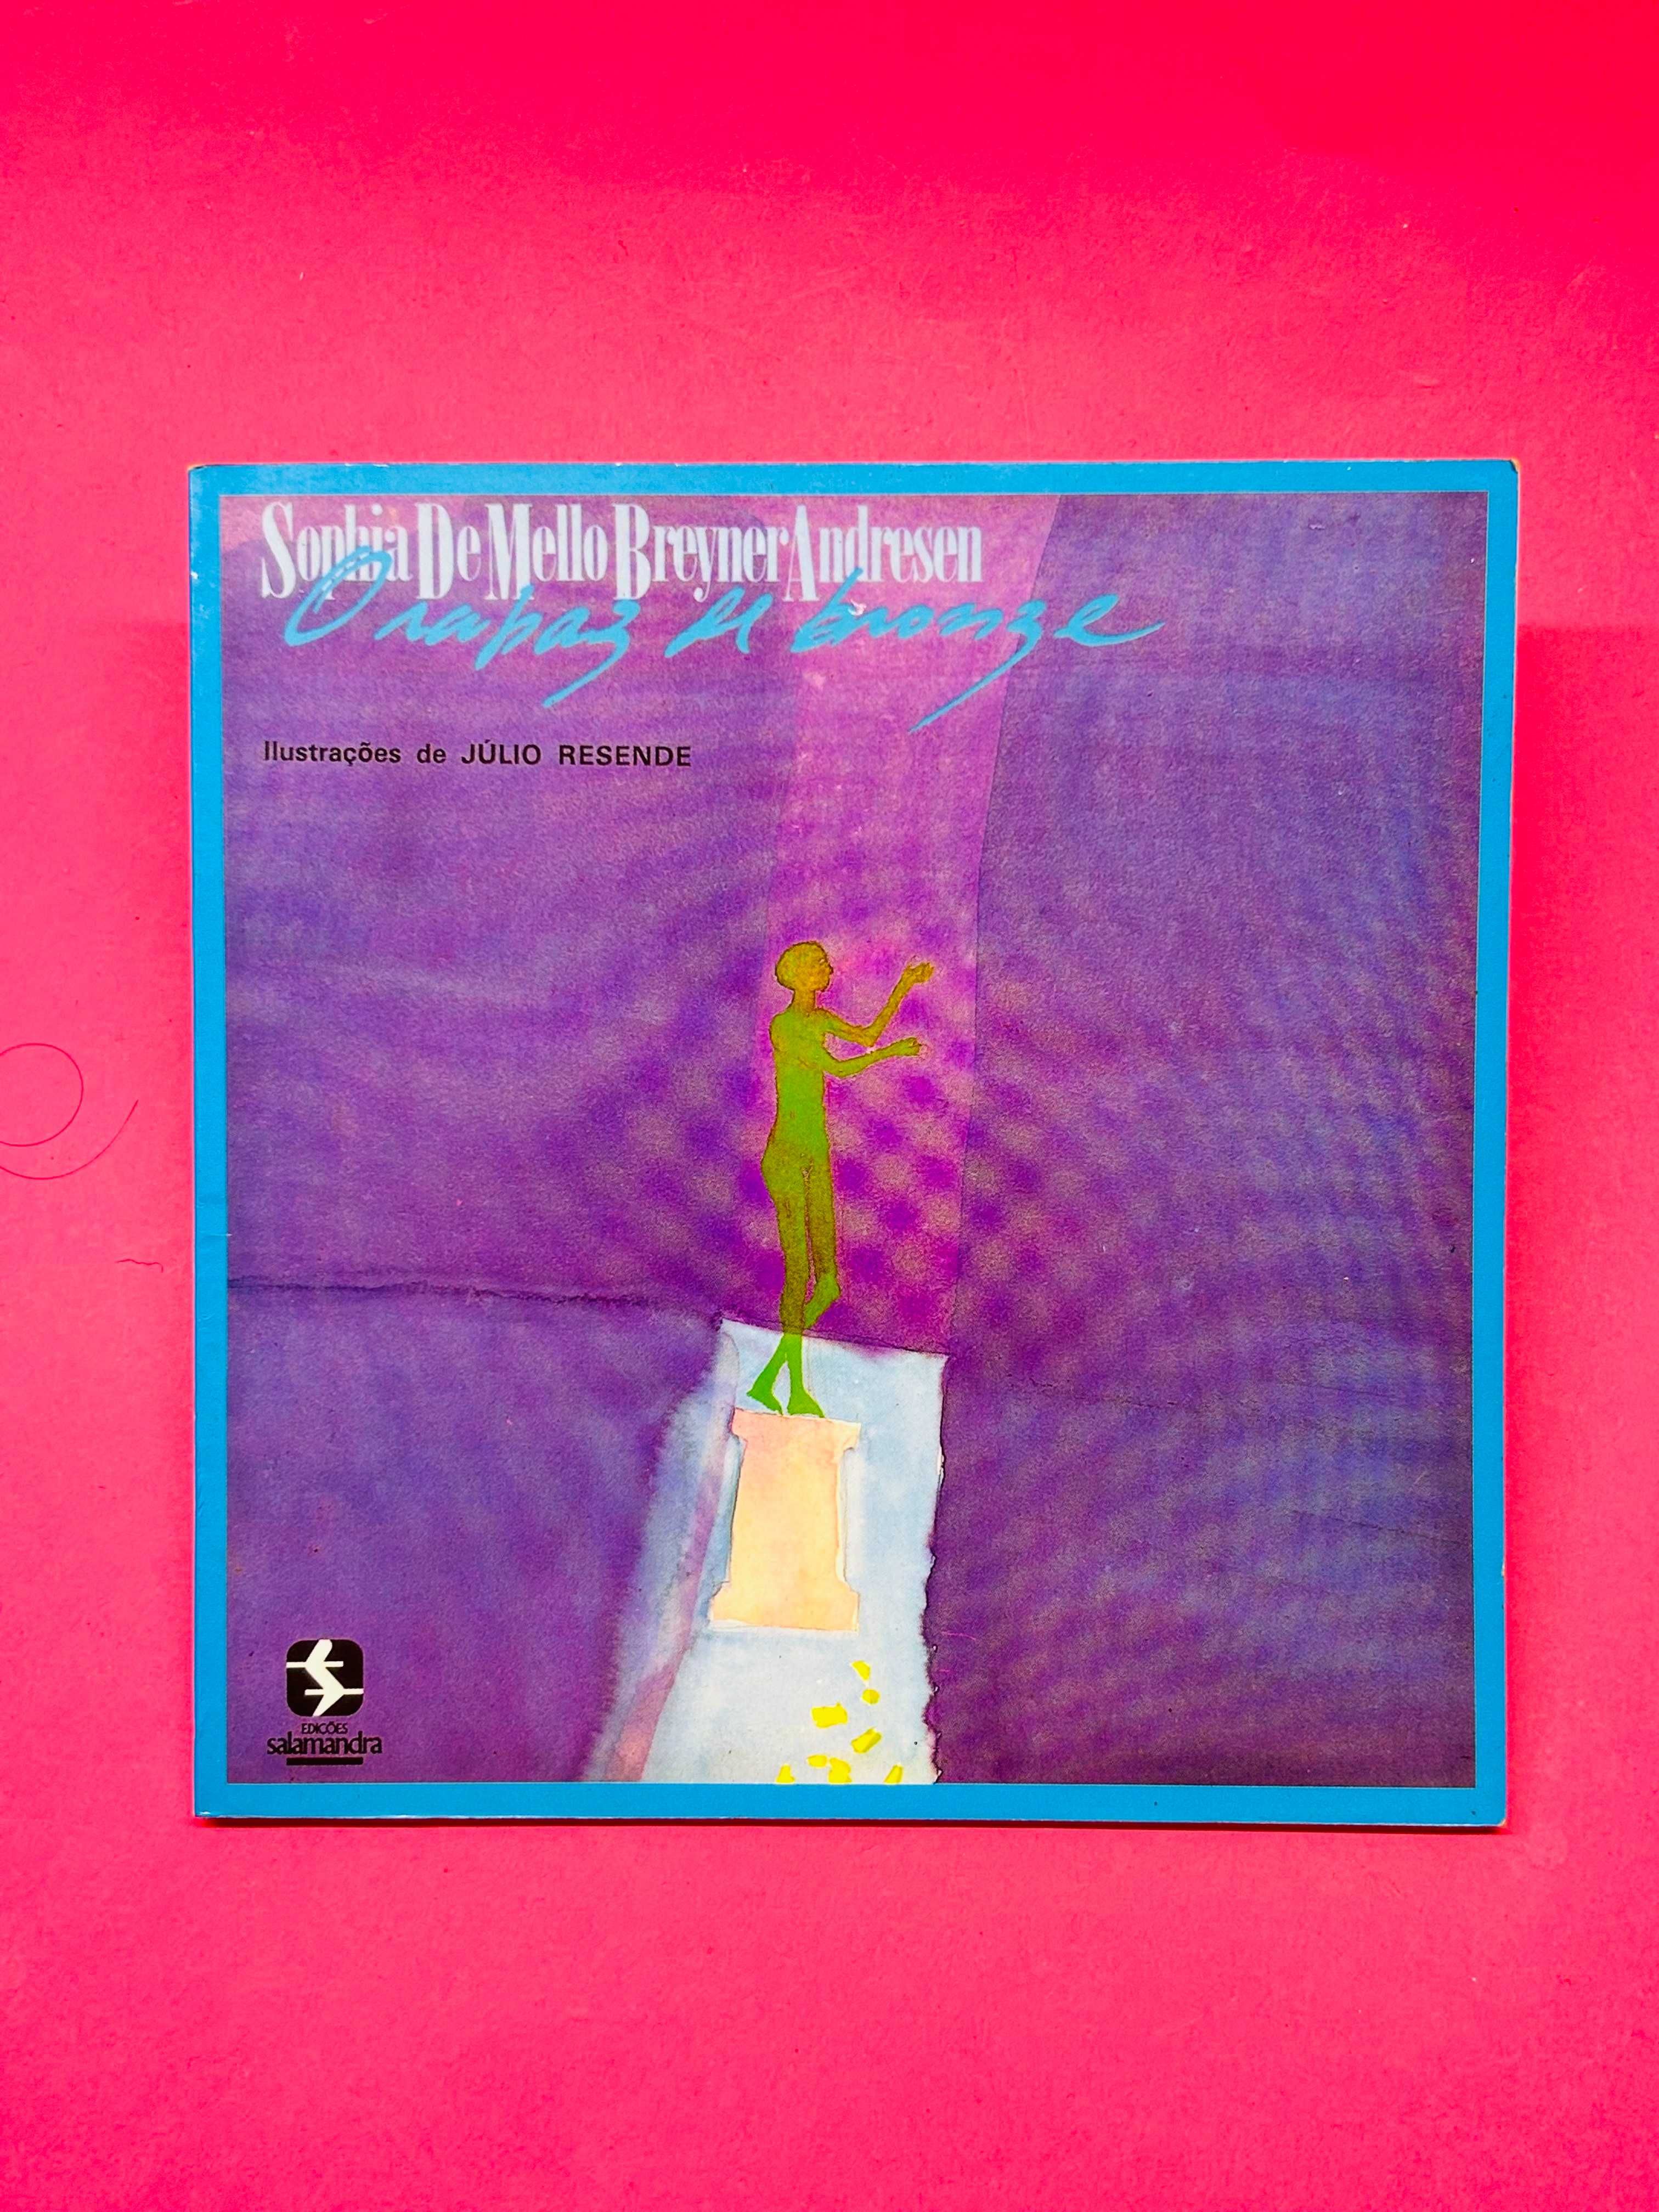 Sophia De Mello Breyner Andresen
O rapaz de bronze
Ilustrações de JÚLIO RESENDE
EDIÇÕES
salamandra